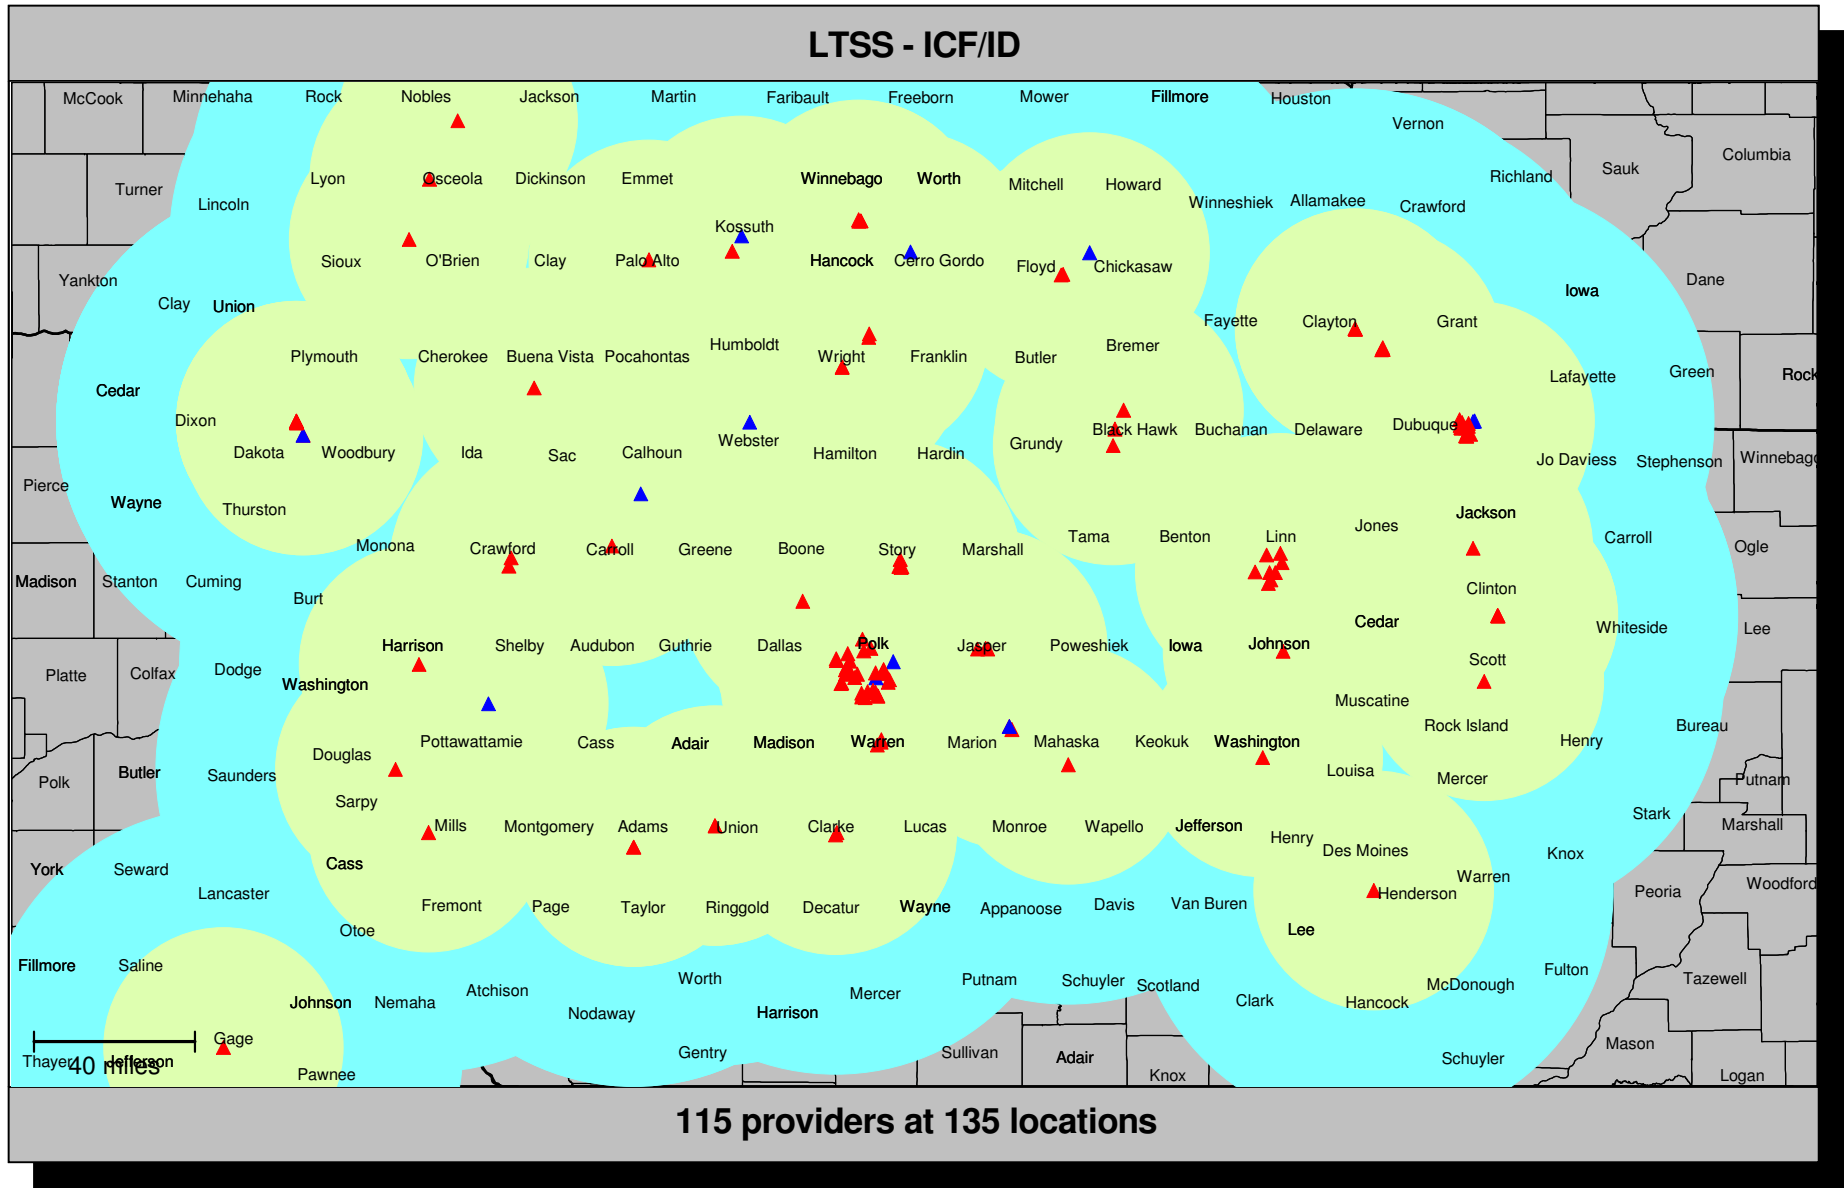 LTSS - ICF/ID
McCook Minnehaha Rock Nobles Jackson Martin Faribault Freeborn Mower Fillmore Houston
Vernon
Columbia
Sauk
Turner Lyon Osceola Dickinson Emmet Winnebago Worth Mitchell Howard Richland
Lincoln Winneshiek Allamakee Crawford
Kossuth
Yankton Sioux O'Brien Clay Palo Alto Hancock Cerro Gordo Floyd Chickasaw Dane
Clay Union Iowa
Fayette Clayton Grant
Plymouth Cherokee Buena Vista Pocahontas Humboldt Wright Franklin Butler Bremer
Cedar Lafayette Green Rock
Dixon Black Hawk Buchanan Delaware Dubuque
Dakota Woodbury Ida Sac Calhoun Webster Hamilton Hardin Grundy Jo Daviess Stephenson Winnebago
Pierce
Wayne Thurston Jackson
Monona Crawford Carroll Greene Boone Story Marshall Tama Benton Linn Jones Carroll Ogle
Madison Stanton Cuming Burt Clinton
Cedar Whiteside Lee
Harrison Shelby Audubon Guthrie Dallas Polk Jasper Poweshiek Iowa Johnson
Platte Colfax Dodge Washington Scott
Muscatine
Rock Island Bureau
Douglas Pottawattamie Cass Adair Madison Warren Marion Mahaska Keokuk Washington Henry
Polk Butler Saunders Louisa Mercer Putnam
Sarpy
Mills Montgomery Adams Union Clarke Lucas Monroe Wapello Jefferson Henry Stark Marshall
Des Moines Knox
York Seward Cass Warren Woodford
Lancaster Henderson Peoria
Fremont Page Taylor Ringgold Decatur Wayne Appanoose Davis Van Buren
Otoe Lee
Fillmore Saline Fulton
Worth Putnam Schuyler Scotland McDonough Tazewell
Johnson Nemaha Atchison Nodaway Harrison Mercer Clark Hancock
Gage Gentry Sullivan Adair Schuyler Mason
Thayer Jefferson
40 miles
Pawnee Knox Logan
115 providers at 135 locations